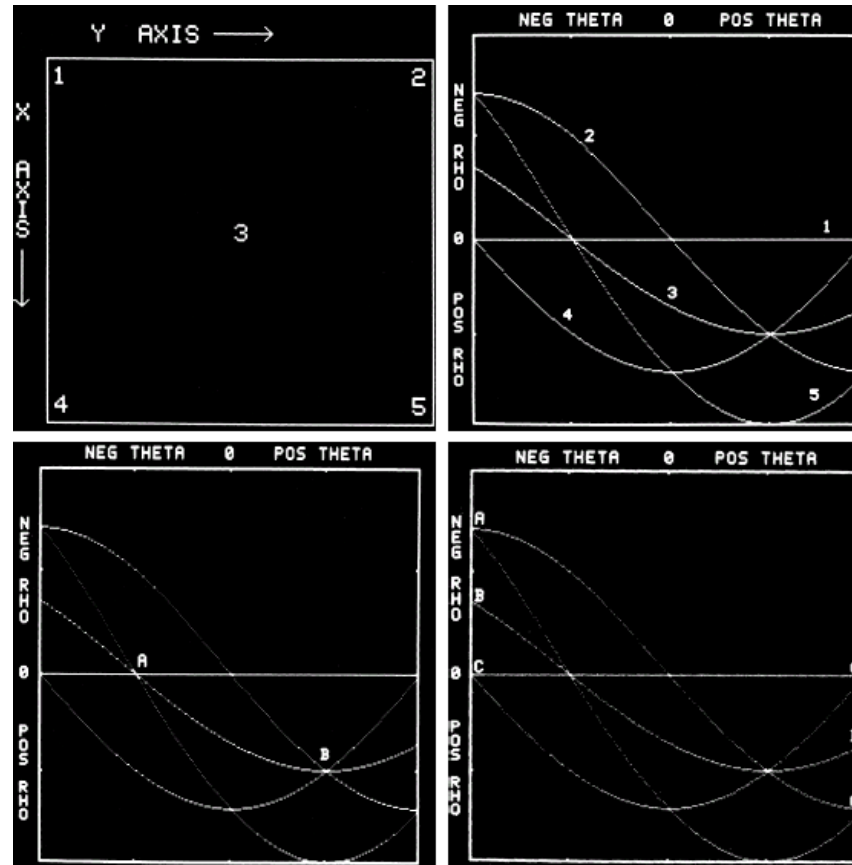 Y AXIS
1 2
X AXIS
3
4 5
NEG THETA 0 POS THETA
NEG RHO
0
POS RHO
2
1
3
4
5
NEG THETA 0 POS THETA
NEG RHO
0
POS RHO
A
B
NEG THETA 0 POS THETA
NEG RHO
0
POS RHO
A
B
C